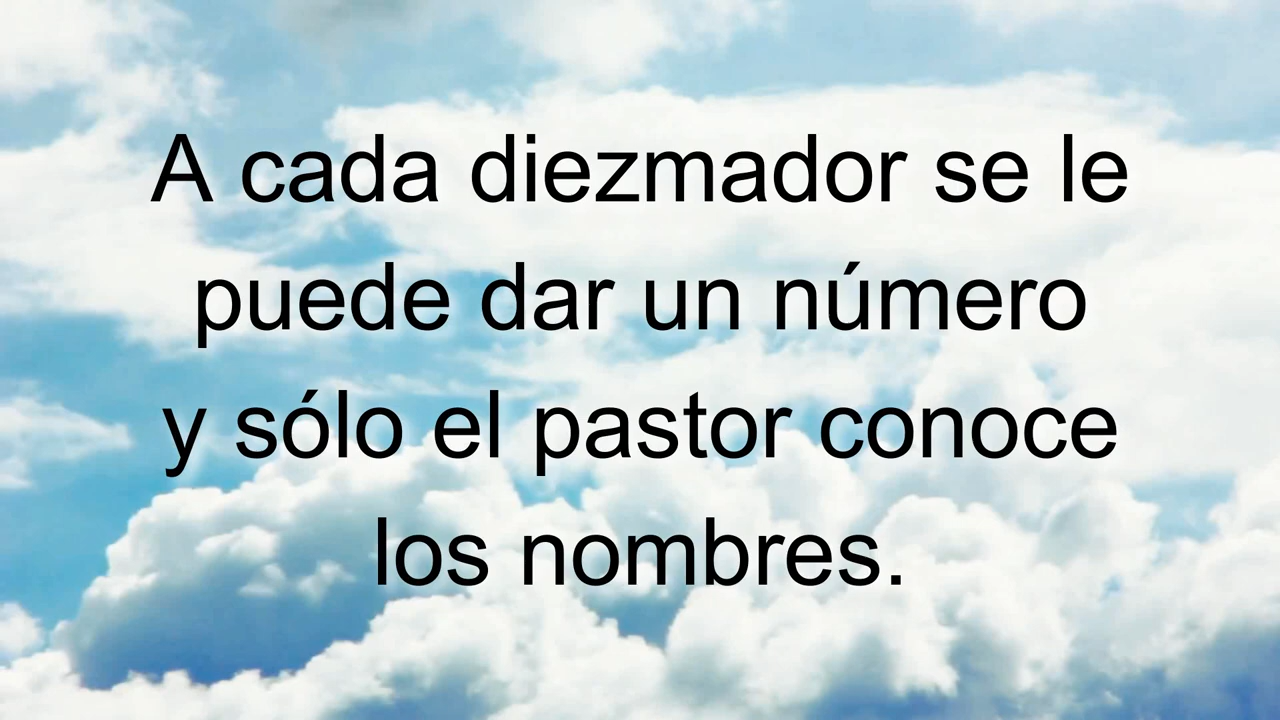 A cada diezmador se le
puede dar un número
y sólo el pastor conoce
los nombres.